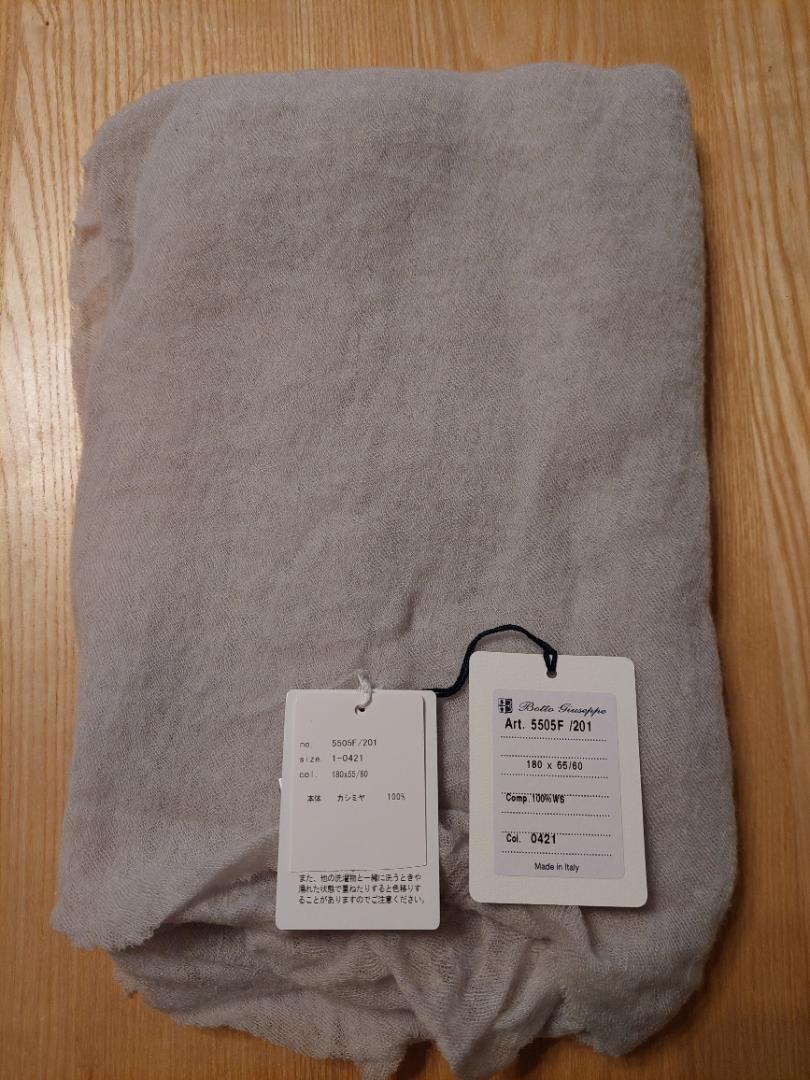 no. 5505F/201
size. 1-0421
col. 180x55/60
本体 カシミヤ 100%
また、他の洗濯物と一緒に洗うときや
濡れた状態で重ねたりすると色移りす
ることがありますのでご注意ください。
Botto Giuseppe
Art. 5505F /201
180 x 55/60
Comp.100%WS
Col. 0421
Made in Italy